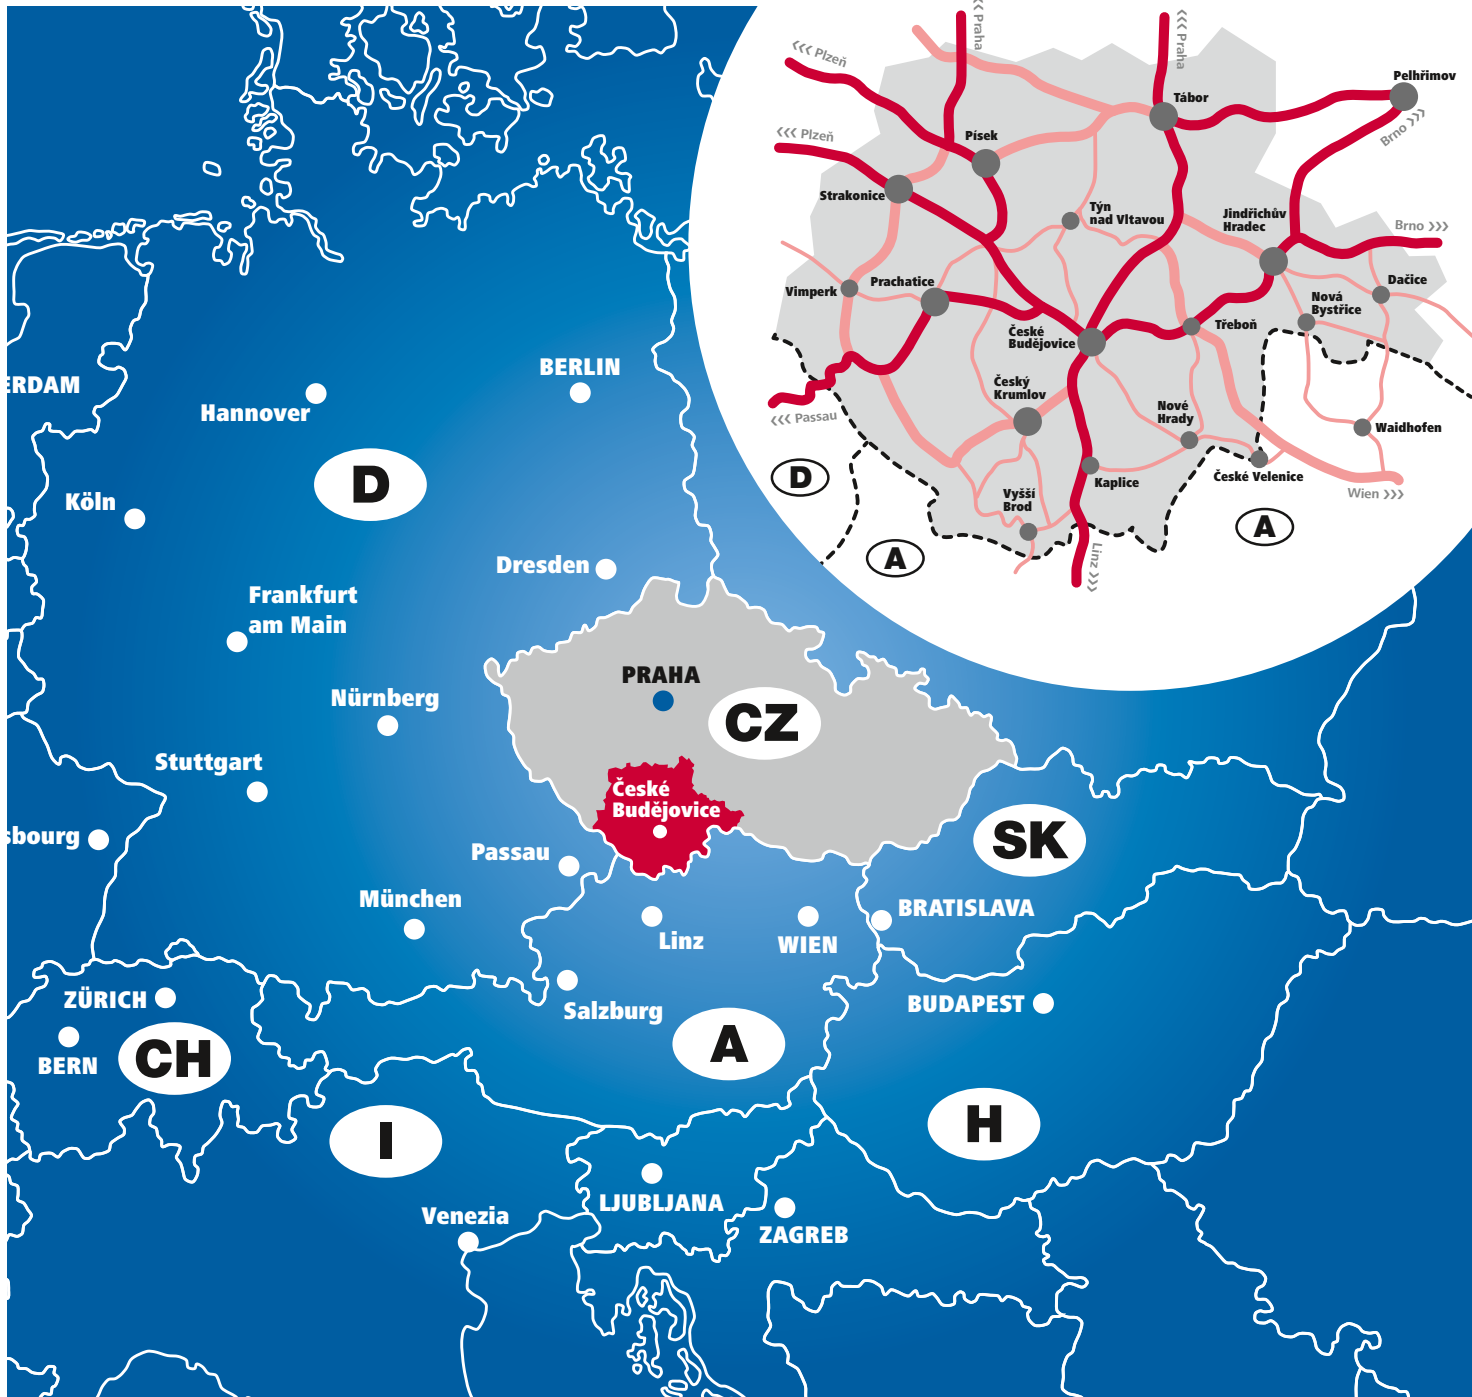 ‹‹‹ Praha
‹‹‹ Praha
‹‹‹ Plzeň
Pelhřimov
Tábor
Brno ›››
‹‹‹ Plzeň
Písek
Strakonice
Týn
nad Vltavou
Jindřichův
Hradec
Brno ›››
Vimperk
Prachatice
Dačice
Nová
Bystřice
České
Budějovice
Třeboň
Český
Krumlov
‹‹‹ Passau
Nové
Hrady
Waidhofen
D
Kaplice
České Velenice
Vyšší
Brod
Wien ›››
A
A
Linz ›››
BERLIN
ERDAM
Hannover
D
Köln
Dresden
Frankfurt
am Main
PRAHA
Nürnberg
CZ
Stuttgart
České
Budějovice
sbourg
SK
Passau
München
BRATISLAVA
Linz
WIEN
ZÜRICH
Salzburg
BUDAPEST
BERN
CH
A
I
H
LJUBLJANA
Venezia
ZAGREB